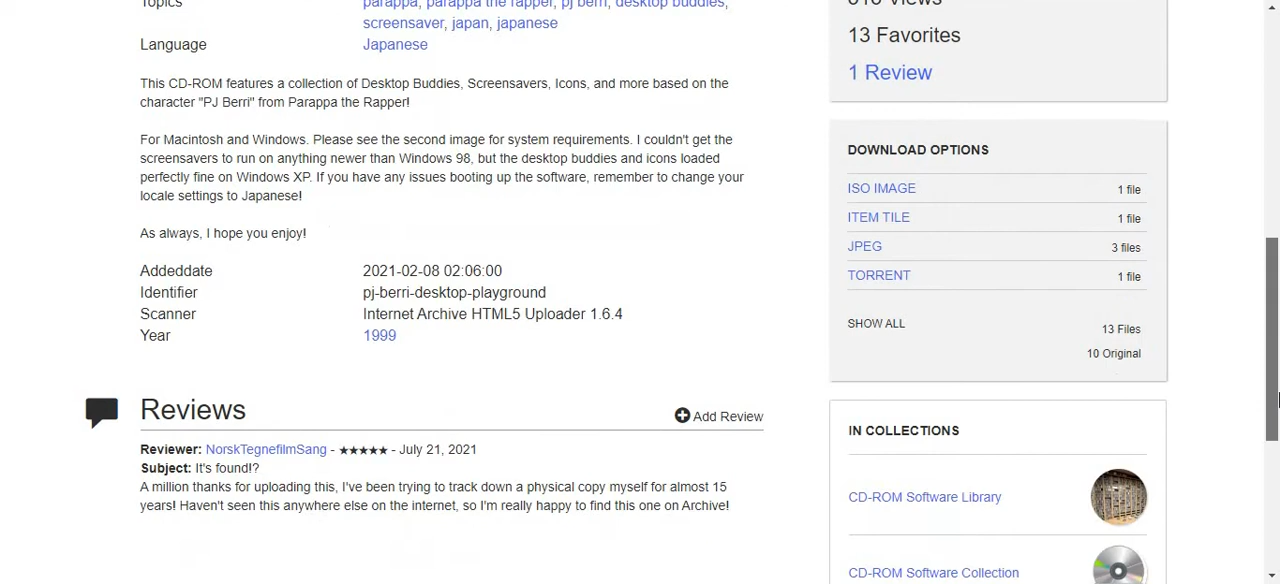 Topics parappa, parappa the rapper, pj berri, desktop buddies,
screensaver, japan, japanese
Language Japanese
This CD-ROM features a collection of Desktop Buddies, Screensavers, Icons, and more based on the
character "PJ Berri" from Parappa the Rapper!
For Macintosh and Windows. Please see the second image for system requirements. I couldn't get the
screensavers to run on anything newer than Windows 98, but the desktop buddies and icons loaded
perfectly fine on Windows XP. If you have any issues booting up the software, remember to change your
locale settings to Japanese!
As always, I hope you enjoy!
Addeddate 2021-02-08 02:06:00
Identifier pj-berri-desktop-playground
Scanner Internet Archive HTML5 Uploader 1.6.4
Year 1999
Reviews
Add Review
Reviewer: NorskTegnefilmSang - ★★★★★ - July 21, 2021
Subject: It's found!?
A million thanks for uploading this, I've been trying to track down a physical copy myself for almost 15
years! Haven't seen this anywhere else on the internet, so I'm really happy to find this one on Archive!
Views
13 Favorites
1 Review
DOWNLOAD OPTIONS
ISO IMAGE 1 file
ITEM TILE 1 file
JPEG 3 files
TORRENT 1 file
SHOW ALL 13 Files
10 Original
IN COLLECTIONS
CD-ROM Software Library
CD-ROM Software Collection